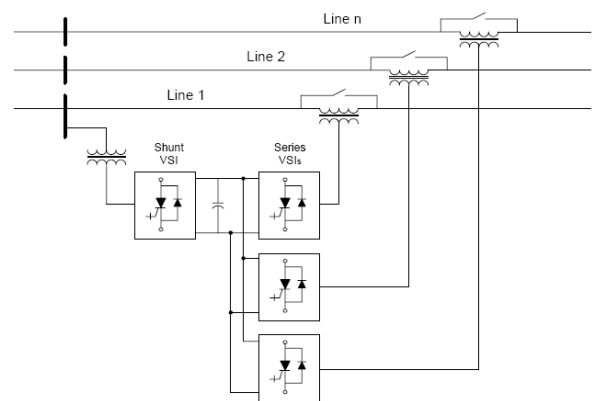 Line n
Line 2
Line 1
Shunt
VSI
Series
VSIs